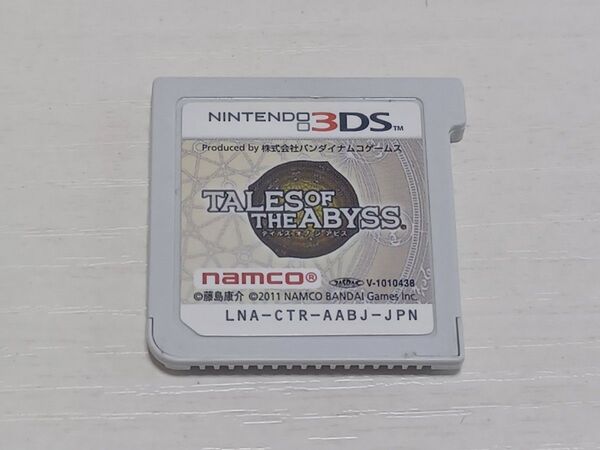 NINTENDO 3DS™
Produced by 株式会社バンダイナムコゲームス
TALES OF
THE ABYSS®
テイルズ オブ ジ アビス
namco®
V-1010438
©藤島康介 ©2011 NAMCO BANDAI Games Inc.
LNA-CTR-AABJ-JPN